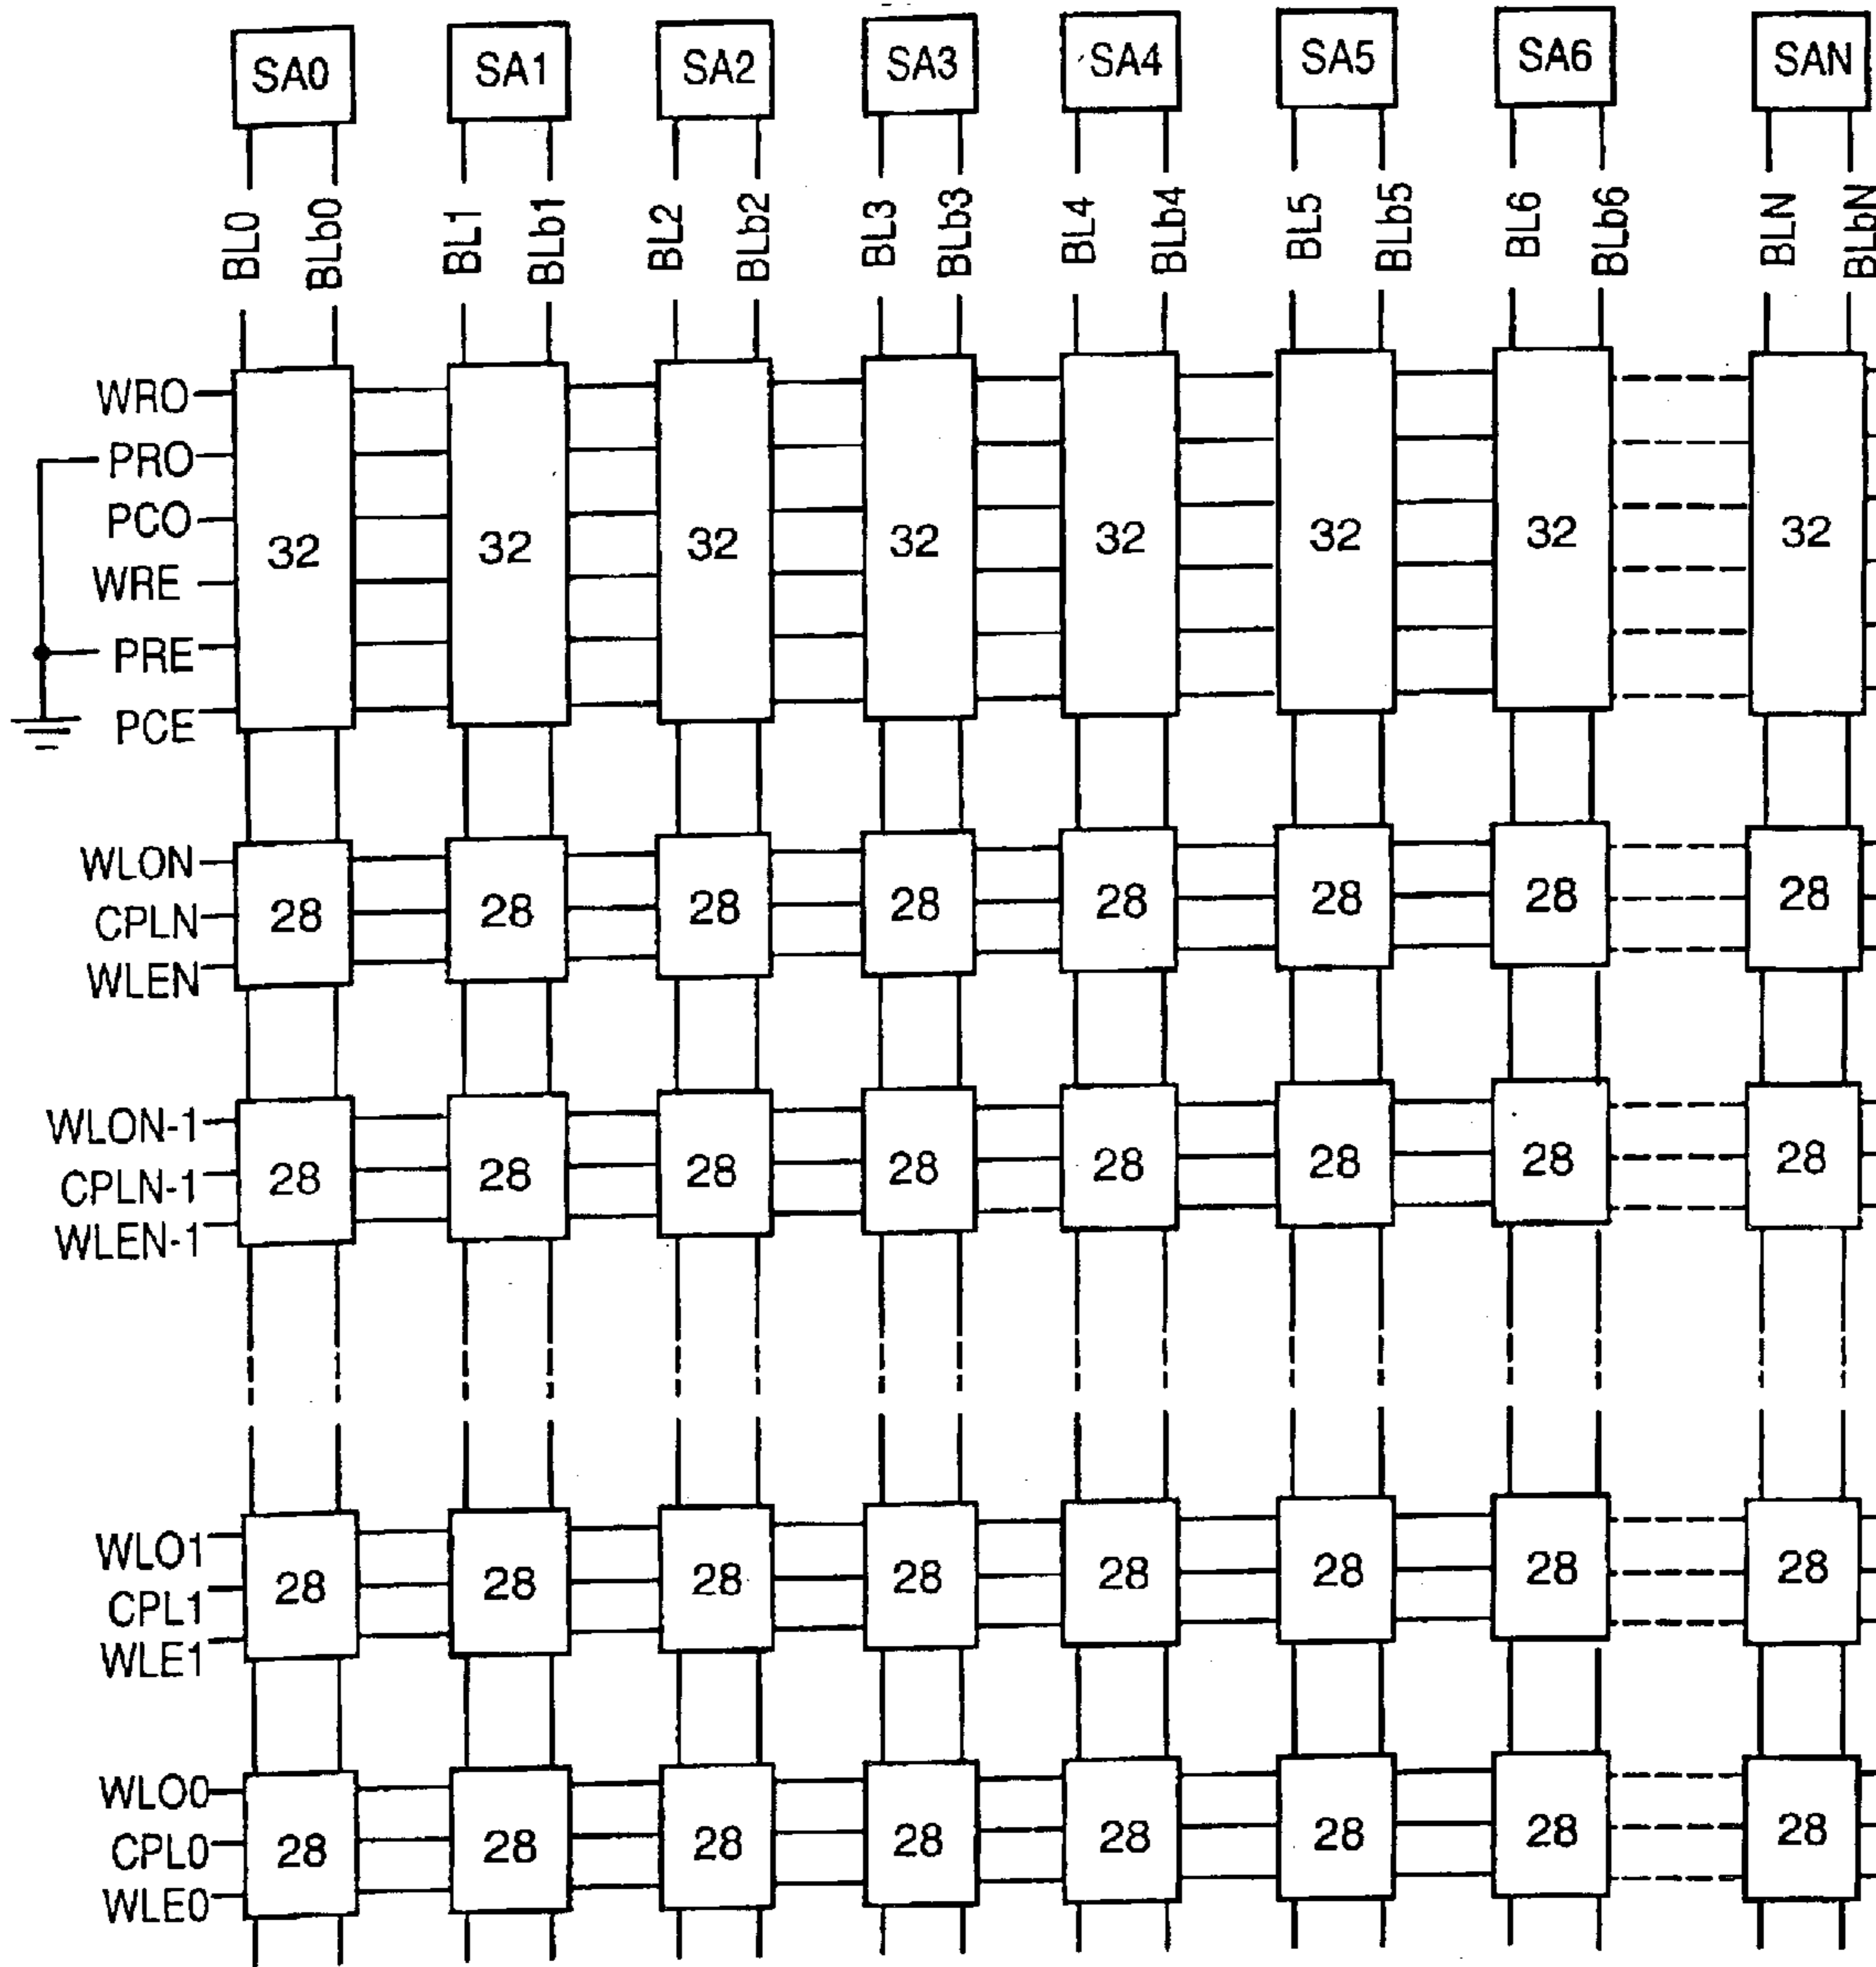 SA0 SA1 SA2 SA3 SA4 SA5 SA6 SAN
BL0 BLb0 BL1 BLb1 BL2 BLb2 BL3 BLb3 BL4 BLb4 BL5 BLb5 BL6 BLb6 BLN BLbN
WRO
PRO
PCO
32 32 32 32 32 32 32 32
WRE
PRE
PCE
WLON
CPLN 28 28 28 28 28 28 28 28
WLEN
WLON-1
CPLN-1 28 28 28 28 28 28 28 28
WLEN-1
WLO1
CPL1 28 28 28 28 28 28 28 28
WLE1
WLO0
CPL0 28 28 28 28 28 28 28 28
WLE0